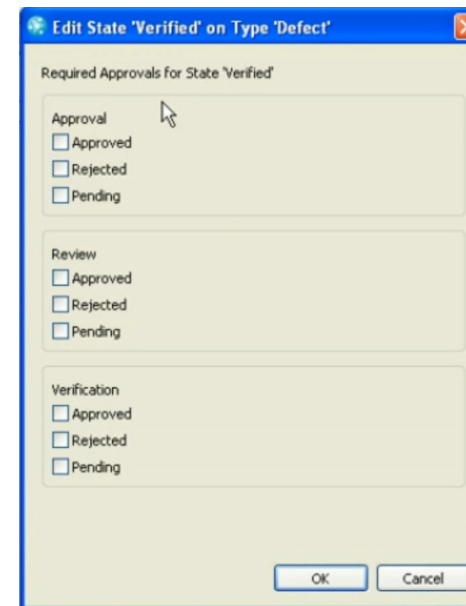 Edit State 'Verified' on Type 'Defect'
Required Approvals for State 'Verified'
Approval
Approved
Rejected
Pending
Review
Approved
Rejected
Pending
Verification
Approved
Rejected
Pending
OK
Cancel